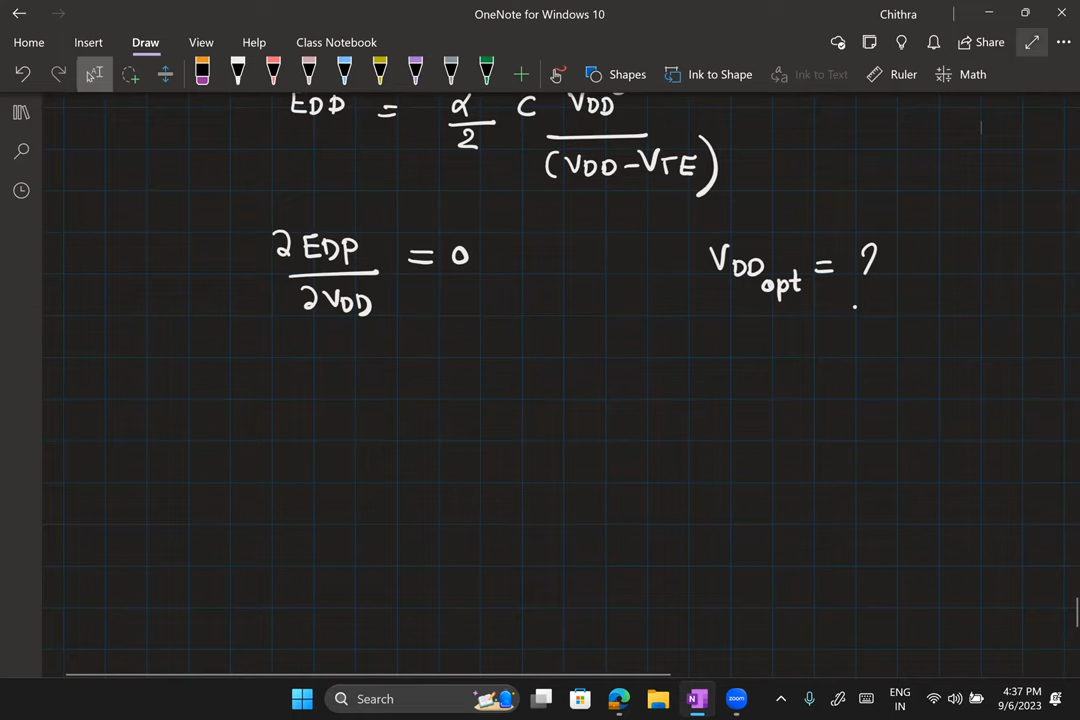 OneNote for Windows 10
Chithra
Home Insert Draw View Help Class Notebook
Share
Shapes Ink to Shape Ink to Text Ruler Math
EDP = α/2 C VDD
(VDD - VTE)
∂EDP/∂VDD = 0
VDDopt = ?
Search
ENG
IN
4:37 PM
9/6/2023
zoom